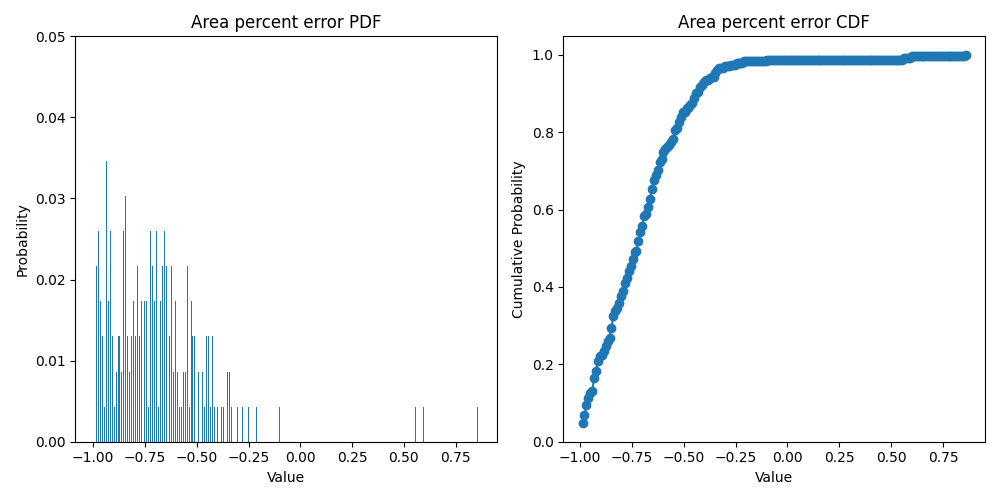 Area percent error PDF
0.05
0.04
0.03
0.02
0.01
0.00
Probability
−1.00 −0.75 −0.50 −0.25 0.00 0.25 0.50 0.75
Value
Area percent error CDF
1.0
0.8
0.6
0.4
0.2
0.0
Cumulative Probability
−1.00 −0.75 −0.50 −0.25 0.00 0.25 0.50 0.75
Value